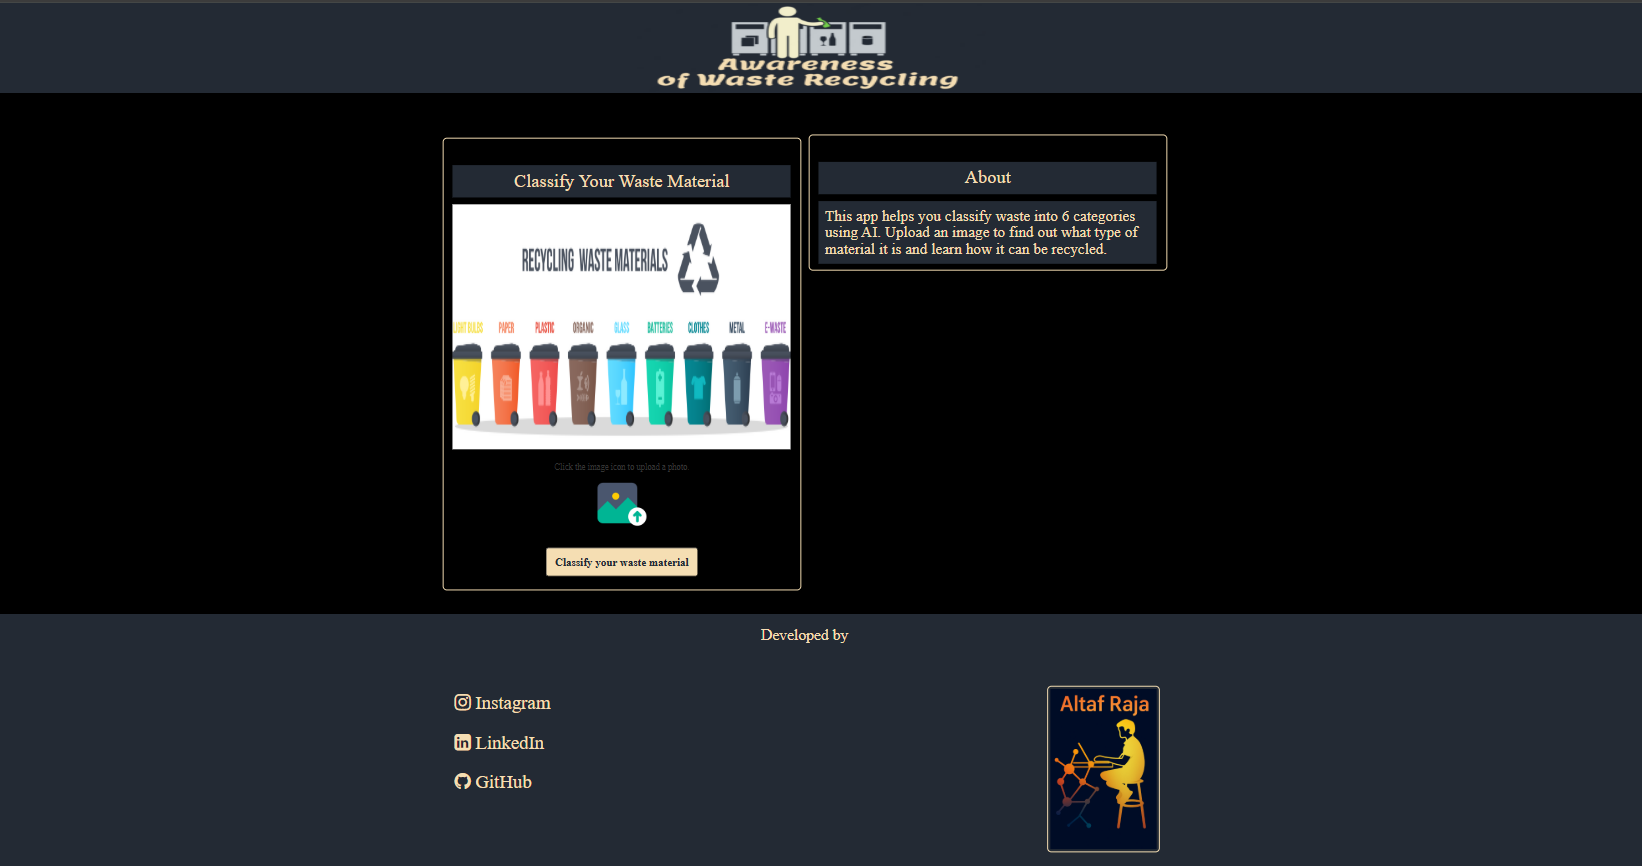 Awareness
of Waste Recycling
Classify Your Waste Material
RECYCLING WASTE MATERIALS
LIGHT BULBS PAPER PLASTIC ORGANIC GLASS BATTERIES CLOTHES METAL E-WASTE
Click the image icon to upload a photo.
Classify your waste material
About
This app helps you classify waste into 6 categories
using AI. Upload an image to find out what type of
material it is and learn how it can be recycled.
Developed by
Instagram
LinkedIn
GitHub
Altaf Raja